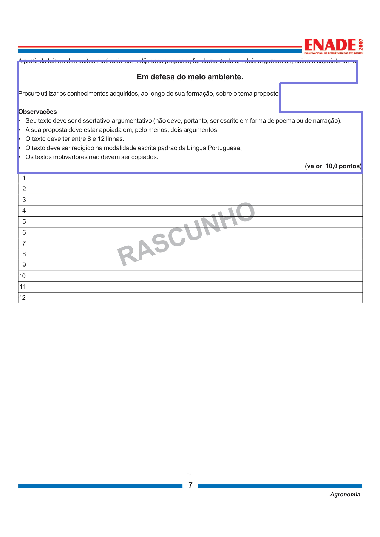 ENADE 2007
Em defesa do meio ambiente.
Procure utilizar os conhecimentos adquiridos, ao longo de sua formação, sobre o tema proposto.
Observações
• Seu texto deve ser dissertativo-argumentativo (não deve, portanto, ser escrito em forma de poema ou de narração).
• A sua proposta deve estar apoiada em, pelo menos, dois argumentos.
• O texto deve ter entre 8 e 12 linhas.
• O texto deve ser redigido na modalidade escrita padrão da Língua Portuguesa.
• Os textos motivadores não devem ser copiados.
(valor: 10,0 pontos)
1
2
3
4
5
6
7
8
9
10
11
12
RASCUNHO
7
Agronomia